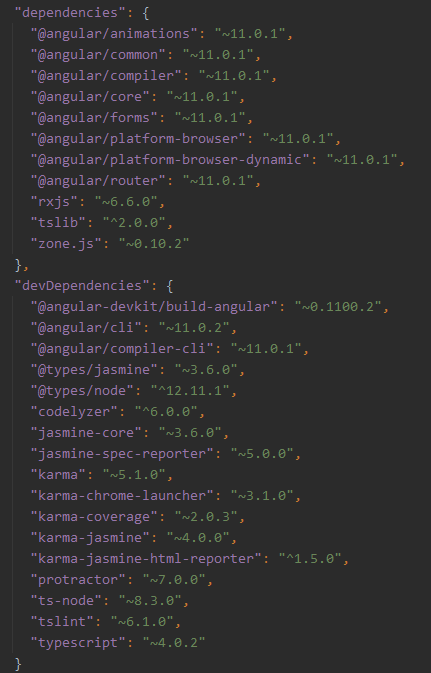 "dependencies": {
"@angular/animations": "~11.0.1",
"@angular/common": "~11.0.1",
"@angular/compiler": "~11.0.1",
"@angular/core": "~11.0.1",
"@angular/forms": "~11.0.1",
"@angular/platform-browser": "~11.0.1",
"@angular/platform-browser-dynamic": "~11.0.1",
"@angular/router": "~11.0.1",
"rxjs": "~6.6.0",
"tslib": "^2.0.0",
"zone.js": "~0.10.2"
},
"devDependencies": {
"@angular-devkit/build-angular": "~0.1100.2",
"@angular/cli": "~11.0.2",
"@angular/compiler-cli": "~11.0.1",
"@types/jasmine": "~3.6.0",
"@types/node": "^12.11.1",
"codelyzer": "^6.0.0",
"jasmine-core": "~3.6.0",
"jasmine-spec-reporter": "~5.0.0",
"karma": "~5.1.0",
"karma-chrome-launcher": "~3.1.0",
"karma-coverage": "~2.0.3",
"karma-jasmine": "~4.0.0",
"karma-jasmine-html-reporter": "^1.5.0",
"protractor": "~7.0.0",
"ts-node": "~8.3.0",
"tslint": "~6.1.0",
"typescript": "~4.0.2"
}